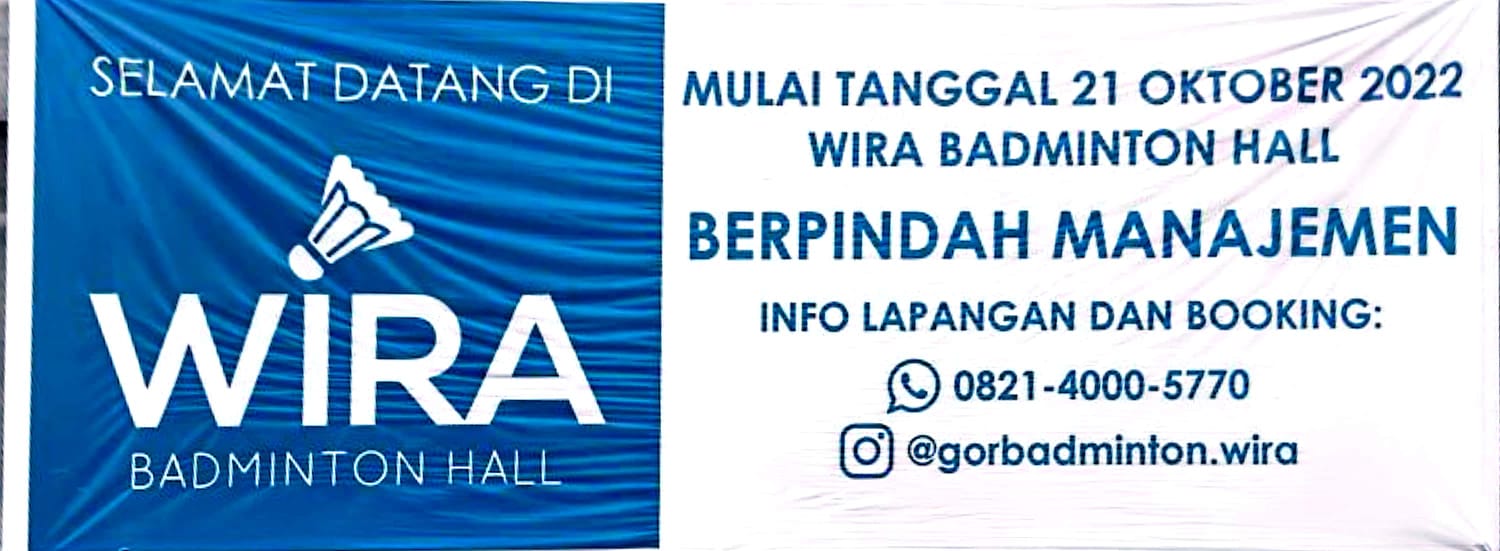 SELAMAT DATANG DI
WIRA
BADMINTON HALL
MULAI TANGGAL 21 OKTOBER 2022
WIRA BADMINTON HALL
BERPINDAH MANAJEMEN
INFO LAPANGAN DAN BOOKING:
0821-4000-5770
@gorbadminton.wira